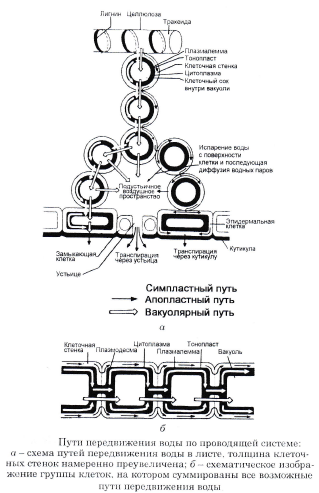 Лигнин Целлюлоза
Трахеида
Плазмалемма
Тонопласт
Клеточная стенка
Цитоплазма
Клеточный сок
внутри вакуоли
Испарение воды
с поверхности
клетки и последующая
диффузия водных паров
Подустьичное
воздушное
пространство
Эпидермальная
клетка
Замыкающая
клетка
Транспирация
через устьица
Транспирация
через кутикулу
Кутикула
Устьице
Симпластный путь
Апопластный путь
Вакуолярный путь
а
Клеточная
стенка
Плазмодесма
Цитоплазма
Плазмалемма
Тонопласт
Вакуоль
б
Пути передвижения воды по проводящей системе:
а – схема путей передвижения воды в листе, толщина клеточ-
ных стенок намеренно преувеличена; б – схематическое изобра-
жение группы клеток, на котором суммированы все возможные
пути передвижения воды